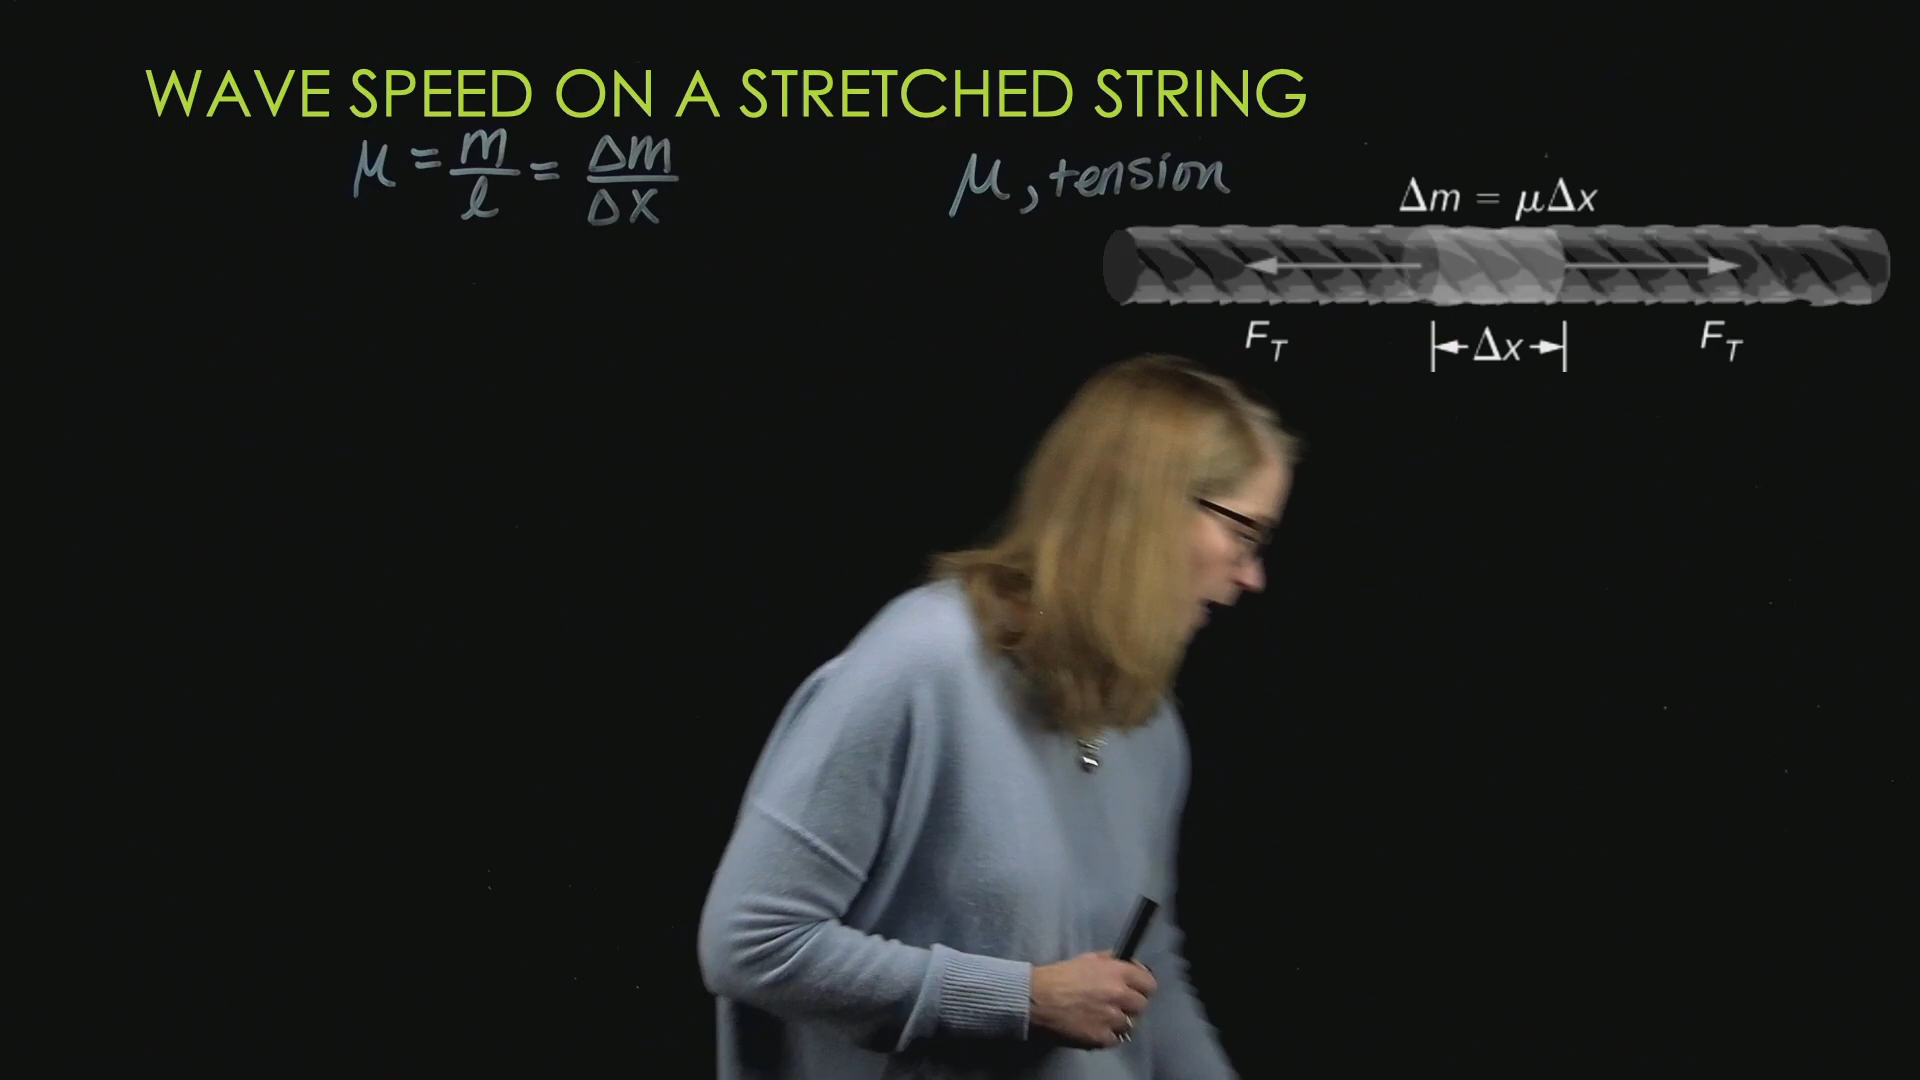 WAVE SPEED ON A STRETCHED STRING
μ = m/l = Δm/Δx
μ, tension
Δm = μΔx
F_T Δx F_T